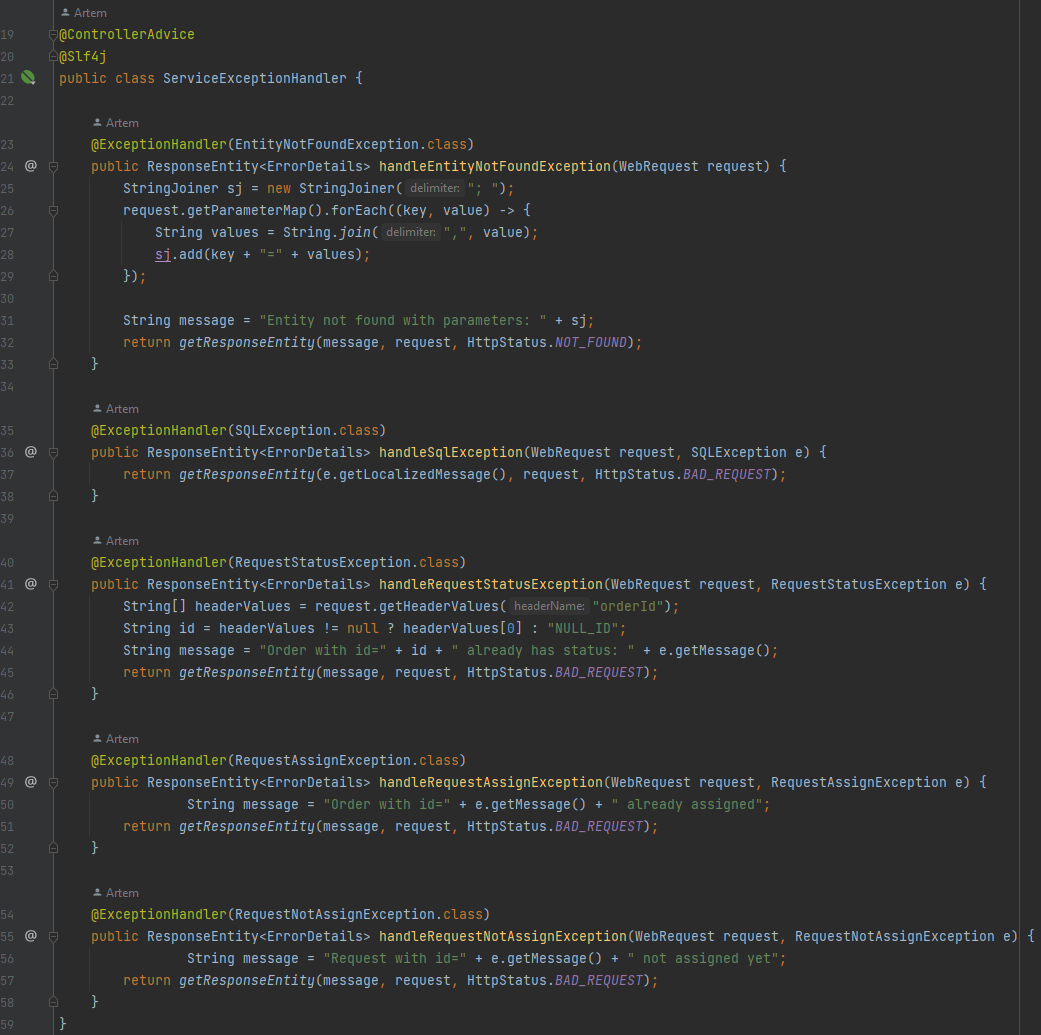 Artem
19 @ControllerAdvice
20 @Slf4j
21 public class ServiceExceptionHandler {
22
Artem
23 @ExceptionHandler(EntityNotFoundException.class)
24 @ public ResponseEntity<ErrorDetails> handleEntityNotFoundException(WebRequest request) {
25 StringJoiner sj = new StringJoiner( delimiter: "; ");
26 request.getParameterMap().forEach((key, value) -> {
27 String values = String.join( delimiter: ",", value);
28 sj.add(key + "=" + values);
29 });
30
31 String message = "Entity not found with parameters: " + sj;
32 return getResponseEntity(message, request, HttpStatus.NOT_FOUND);
33 }
34
Artem
35 @ExceptionHandler(SQLException.class)
36 @ public ResponseEntity<ErrorDetails> handleSqlException(WebRequest request, SQLException e) {
37 return getResponseEntity(e.getLocalizedMessage(), request, HttpStatus.BAD_REQUEST);
38 }
39
Artem
40 @ExceptionHandler(RequestStatusException.class)
41 @ public ResponseEntity<ErrorDetails> handleRequestStatusException(WebRequest request, RequestStatusException e) {
42 String[] headerValues = request.getHeaderValues( headerName: "orderId");
43 String id = headerValues != null ? headerValues[0] : "NULL_ID";
44 String message = "Order with id=" + id + " already has status: " + e.getMessage();
45 return getResponseEntity(message, request, HttpStatus.BAD_REQUEST);
46 }
47
Artem
48 @ExceptionHandler(RequestAssignException.class)
49 @ public ResponseEntity<ErrorDetails> handleRequestAssignException(WebRequest request, RequestAssignException e) {
50 String message = "Order with id=" + e.getMessage() + " already assigned";
51 return getResponseEntity(message, request, HttpStatus.BAD_REQUEST);
52 }
53
Artem
54 @ExceptionHandler(RequestNotAssignException.class)
55 @ public ResponseEntity<ErrorDetails> handleRequestNotAssignException(WebRequest request, RequestNotAssignException e) {
56 String message = "Request with id=" + e.getMessage() + " not assigned yet";
57 return getResponseEntity(message, request, HttpStatus.BAD_REQUEST);
58 }
59 }